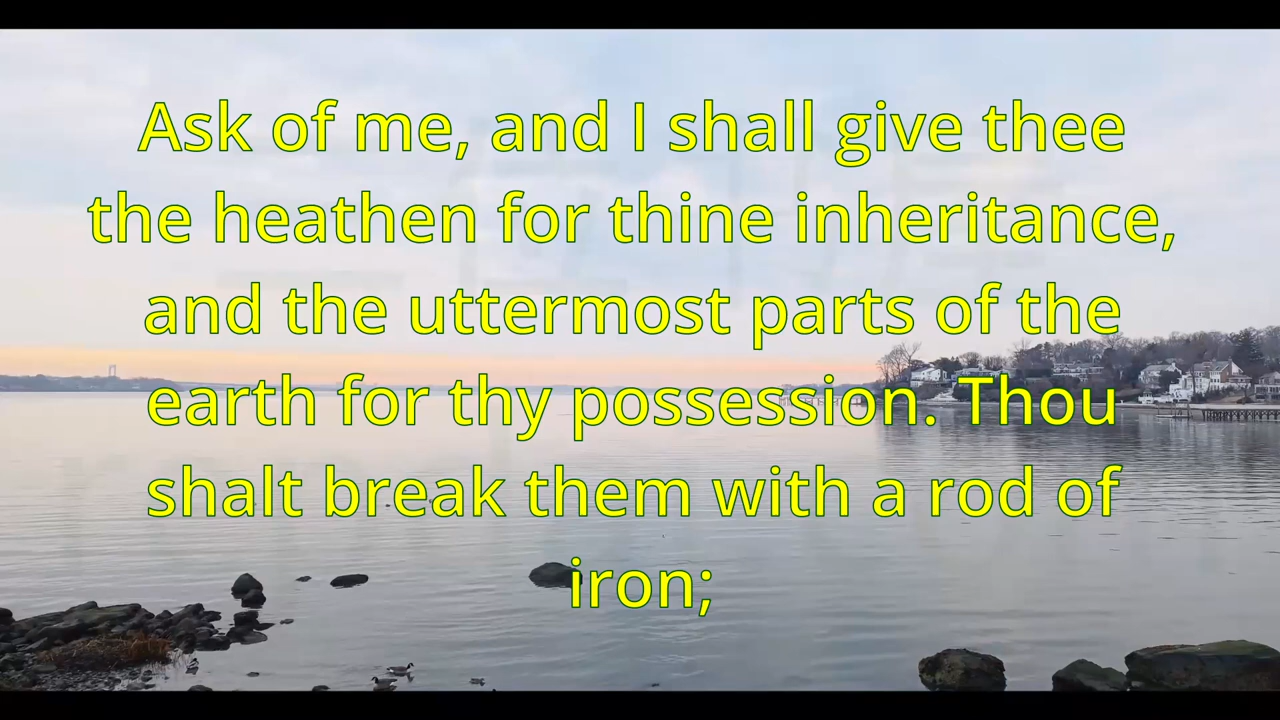 Ask of me, and I shall give thee
the heathen for thine inheritance,
and the uttermost parts of the
earth for thy possession. Thou
shalt break them with a rod of
iron;